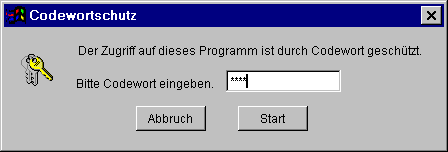 Codewortschutz
Der Zugriff auf dieses Programm ist durch Codewort geschützt.
Bitte Codewort eingeben. ****
Abbruch Start